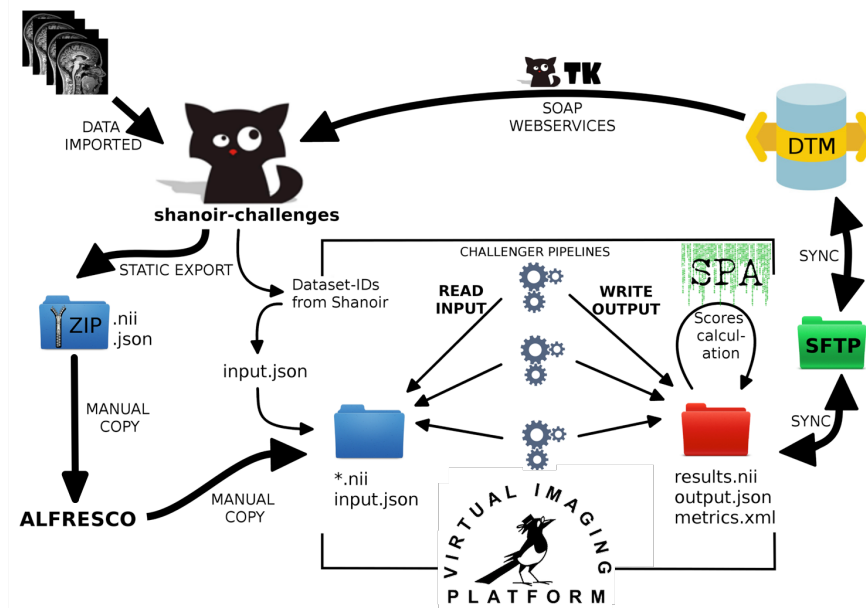 TK
SOAP
WEBSERVICES
DATA
IMPORTED
DTM
shanoir-challenges
STATIC EXPORT
ZIP
.nii
.json
MANUAL
COPY
ALFRESCO
MANUAL
COPY
Dataset-IDs
from Shanoir
input.json
*.nii
input.json
CHALLENGER PIPELINES
READ
INPUT
WRITE
OUTPUT
SPA
Scores
calcul-
ation
results.nii
output.json
metrics.xml
SYNC
SFTP
SYNC
VIRTUAL IMAGING
PLATFORM